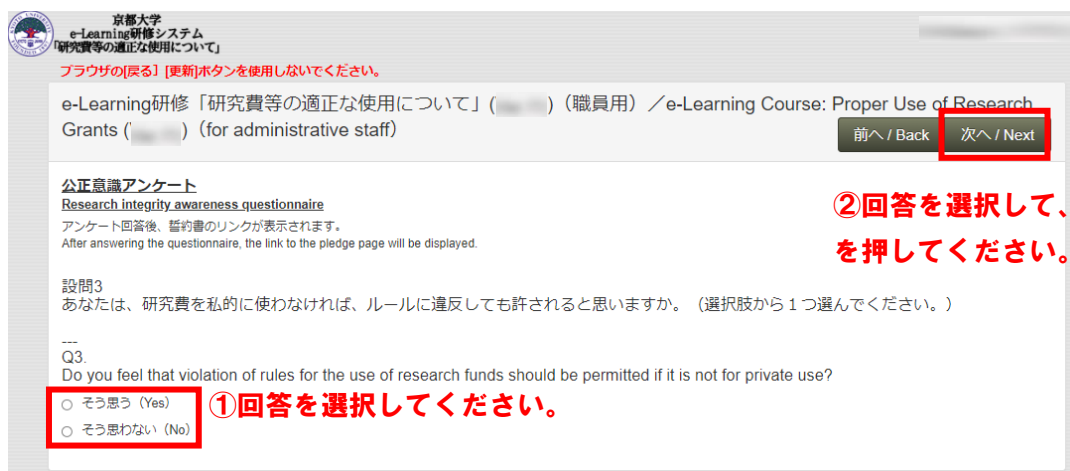 京都大学
e-Learning研修システム
「研究費等の適正な使用について」
ブラウザの[戻る] [更新]ボタンを使用しないでください。
e-Learning研修「研究費等の適正な使用について」( )（職員用）／e-Learning Course: Proper Use of Research
Grants ( )（for administrative staff）
前へ / Back
次へ / Next
公正意識アンケート
Research integrity awareness questionnaire
アンケート回答後、誓約書のリンクが表示されます。
After answering the questionnaire, the link to the pledge page will be displayed.
②回答を選択して、
を押してください。
設問3
あなたは、研究費を私的に使わなければ、ルールに違反しても許されると思いますか。（選択肢から１つ選んでください。）
---
Q3.
Do you feel that violation of rules for the use of research funds should be permitted if it is not for private use?
そう思う（Yes）
そう思わない（No）
①回答を選択してください。